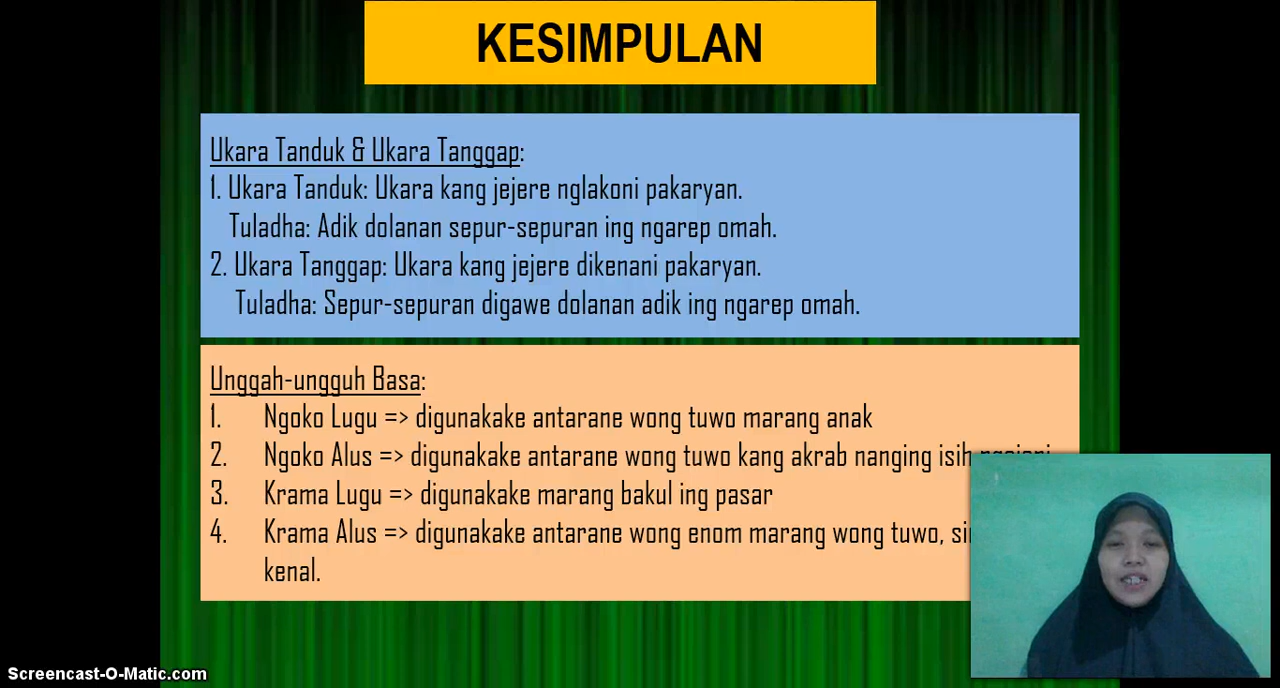 KESIMPULAN
Ukara Tanduk & Ukara Tanggap:
1. Ukara Tanduk: Ukara kang jejere nglakoni pakaryan.
Tuladha: Adik dolanan sepur-sepuran ing ngarep omah.
2. Ukara Tanggap: Ukara kang jejere dikenani pakaryan.
Tuladha: Sepur-sepuran digawe dolanan adik ing ngarep omah.
Unggah-ungguh Basa:
1. Ngoko Lugu => digunakake antarane wong tuwo marang anak
2. Ngoko Alus => digunakake antarane wong tuwo kang akrab nanging isih
3. Krama Lugu => digunakake marang bakul ing pasar
4. Krama Alus => digunakake antarane wong enom marang wong tuwo,
kenal.
Screencast-O-Matic.com